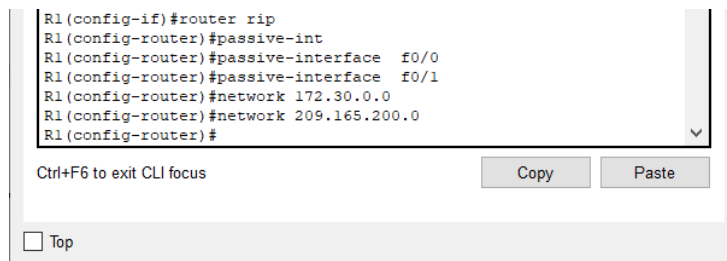 R1(config-if)#router rip
R1(config-router)#passive-int
R1(config-router)#passive-interface  f0/0
R1(config-router)#passive-interface  f0/1
R1(config-router)#network 172.30.0.0
R1(config-router)#network 209.165.200.0
R1(config-router)#
Ctrl+F6 to exit CLI focus Copy Paste
Top